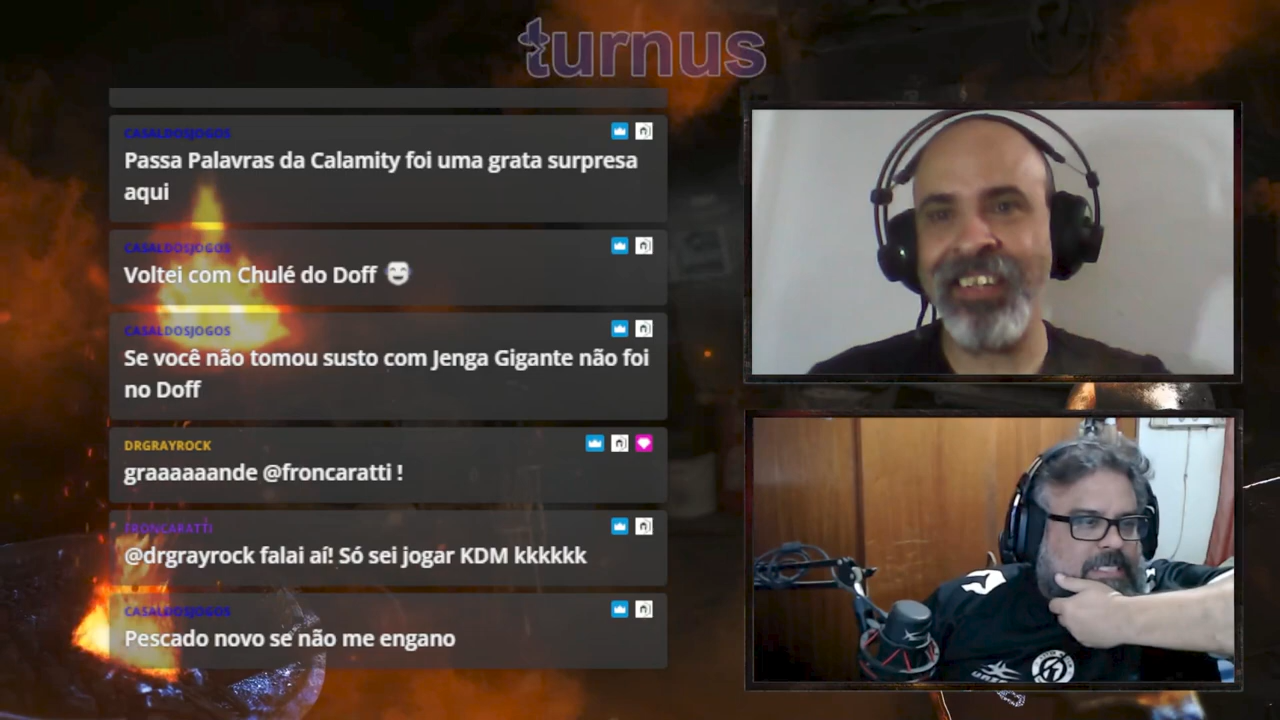 turnus
CASALDOSJOGOS
Passa Palavras da Calamity foi uma grata surpresa
aqui
CASALDOSJOGOS
Voltei com Chulé do Doff
CASALDOSJOGOS
Se você não tomou susto com Jenga Gigante não foi
no Doff
DRGRAYROCK
graaaaaande @froncaratti !
FRONCARATTI
@drgrayrock falai aí! Só sei jogar KDM kkkkkk
CASALDOSJOGOS
Pescado novo se não me engano